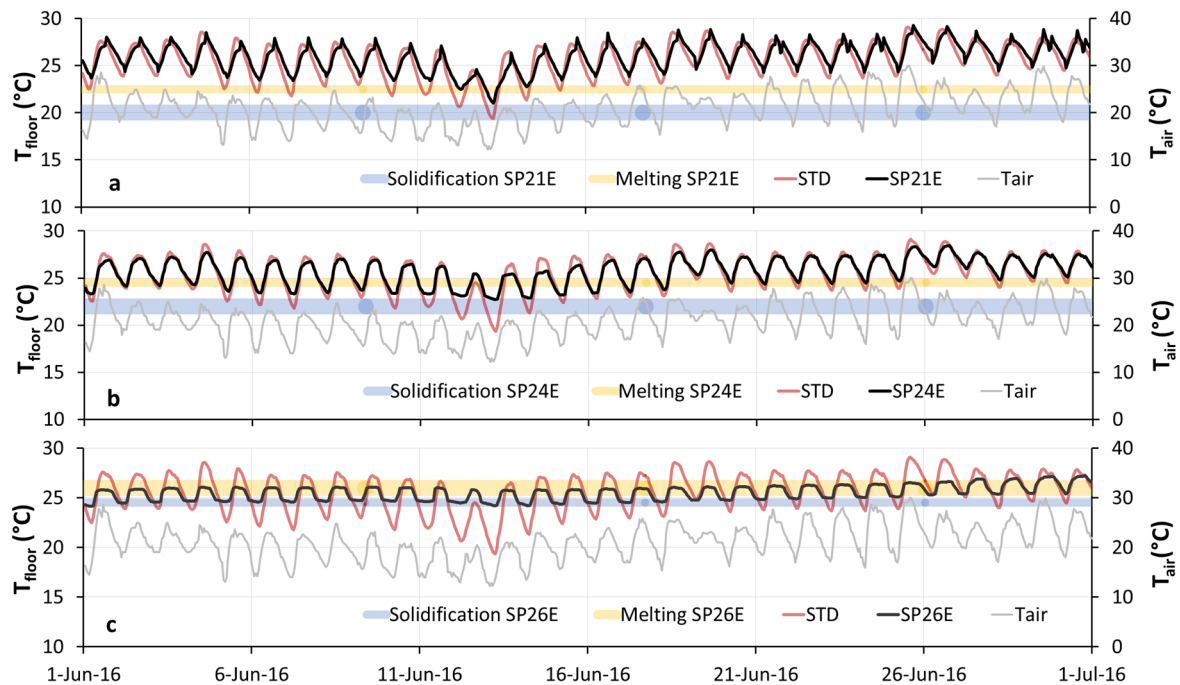 30
25
20
15
10
T_floor (°C)
40
30
20
10
0
T_air (°C)
a
Solidification SP21E Melting SP21E STD SP21E Tair
30
25
20
15
10
T_floor (°C)
40
30
20
10
0
T_air (°C)
b
Solidification SP24E Melting SP24E STD SP24E Tair
30
25
20
15
10
T_floor (°C)
40
30
20
10
0
T_air(°C)
c
Solidification SP26E Melting SP26E STD SP26E Tair
1-Jun-16 6-Jun-16 11-Jun-16 16-Jun-16 21-Jun-16 26-Jun-16 1-Jul-16